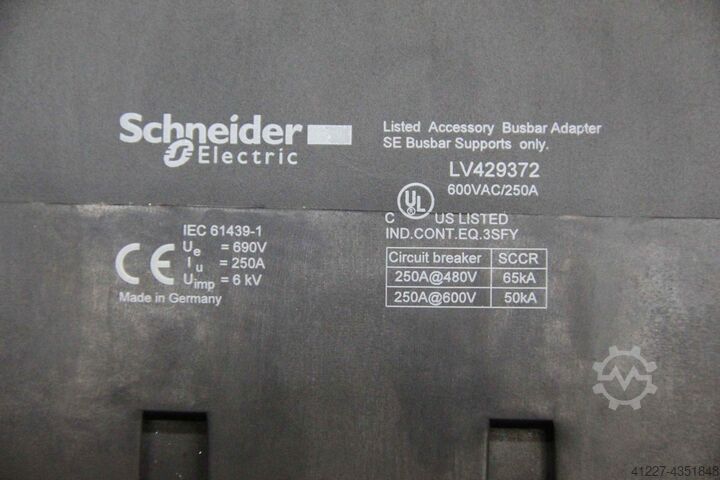 Schneider
Electric
Listed Accessory Busbar Adapter
SE Busbar Supports only.
LV429372
600VAC/250A
UL
C US LISTED
IND.CONT.EQ.3SFY
Circuit breaker SCCR
250A@480V 65kA
250A@600V 50kA
IEC 61439-1
CE
Ue = 690V
Iu = 250A
Uimp = 6 kV
Made in Germany
41227-4351848